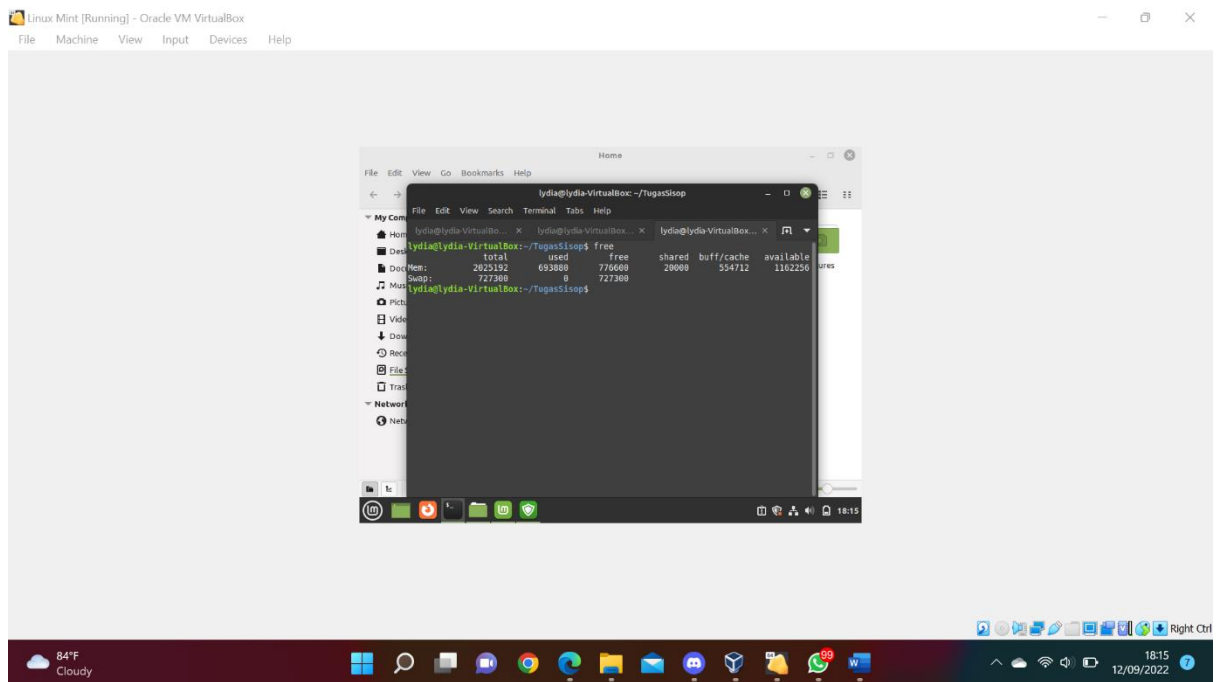 Linux Mint [Running] - Oracle VM VirtualBox
File Machine View Input Devices Help
Home
File Edit View Go Bookmarks Help
lydia@lydia-VirtualBox: ~/TugasSisop
File Edit View Search Terminal Tabs Help
lydia@lydia-VirtualBo... × lydia@lydia-VirtualBox... × lydia@lydia-VirtualBox... ×
lydia@lydia-VirtualBox:~/TugasSisop$ free
total used free shared buff/cache available
Mem: 2025192 693880 776600 20000 554712 1162256
Swap: 727300 0 727300
lydia@lydia-VirtualBox:~/TugasSisop$
My Com
Hom
Desk
Doc
Mus
Pictu
Vide
Dow
Rece
File S
Tras
Networ
Netw
ures
18:15
Right Ctrl
84°F
Cloudy
99
18:15
12/09/2022
7